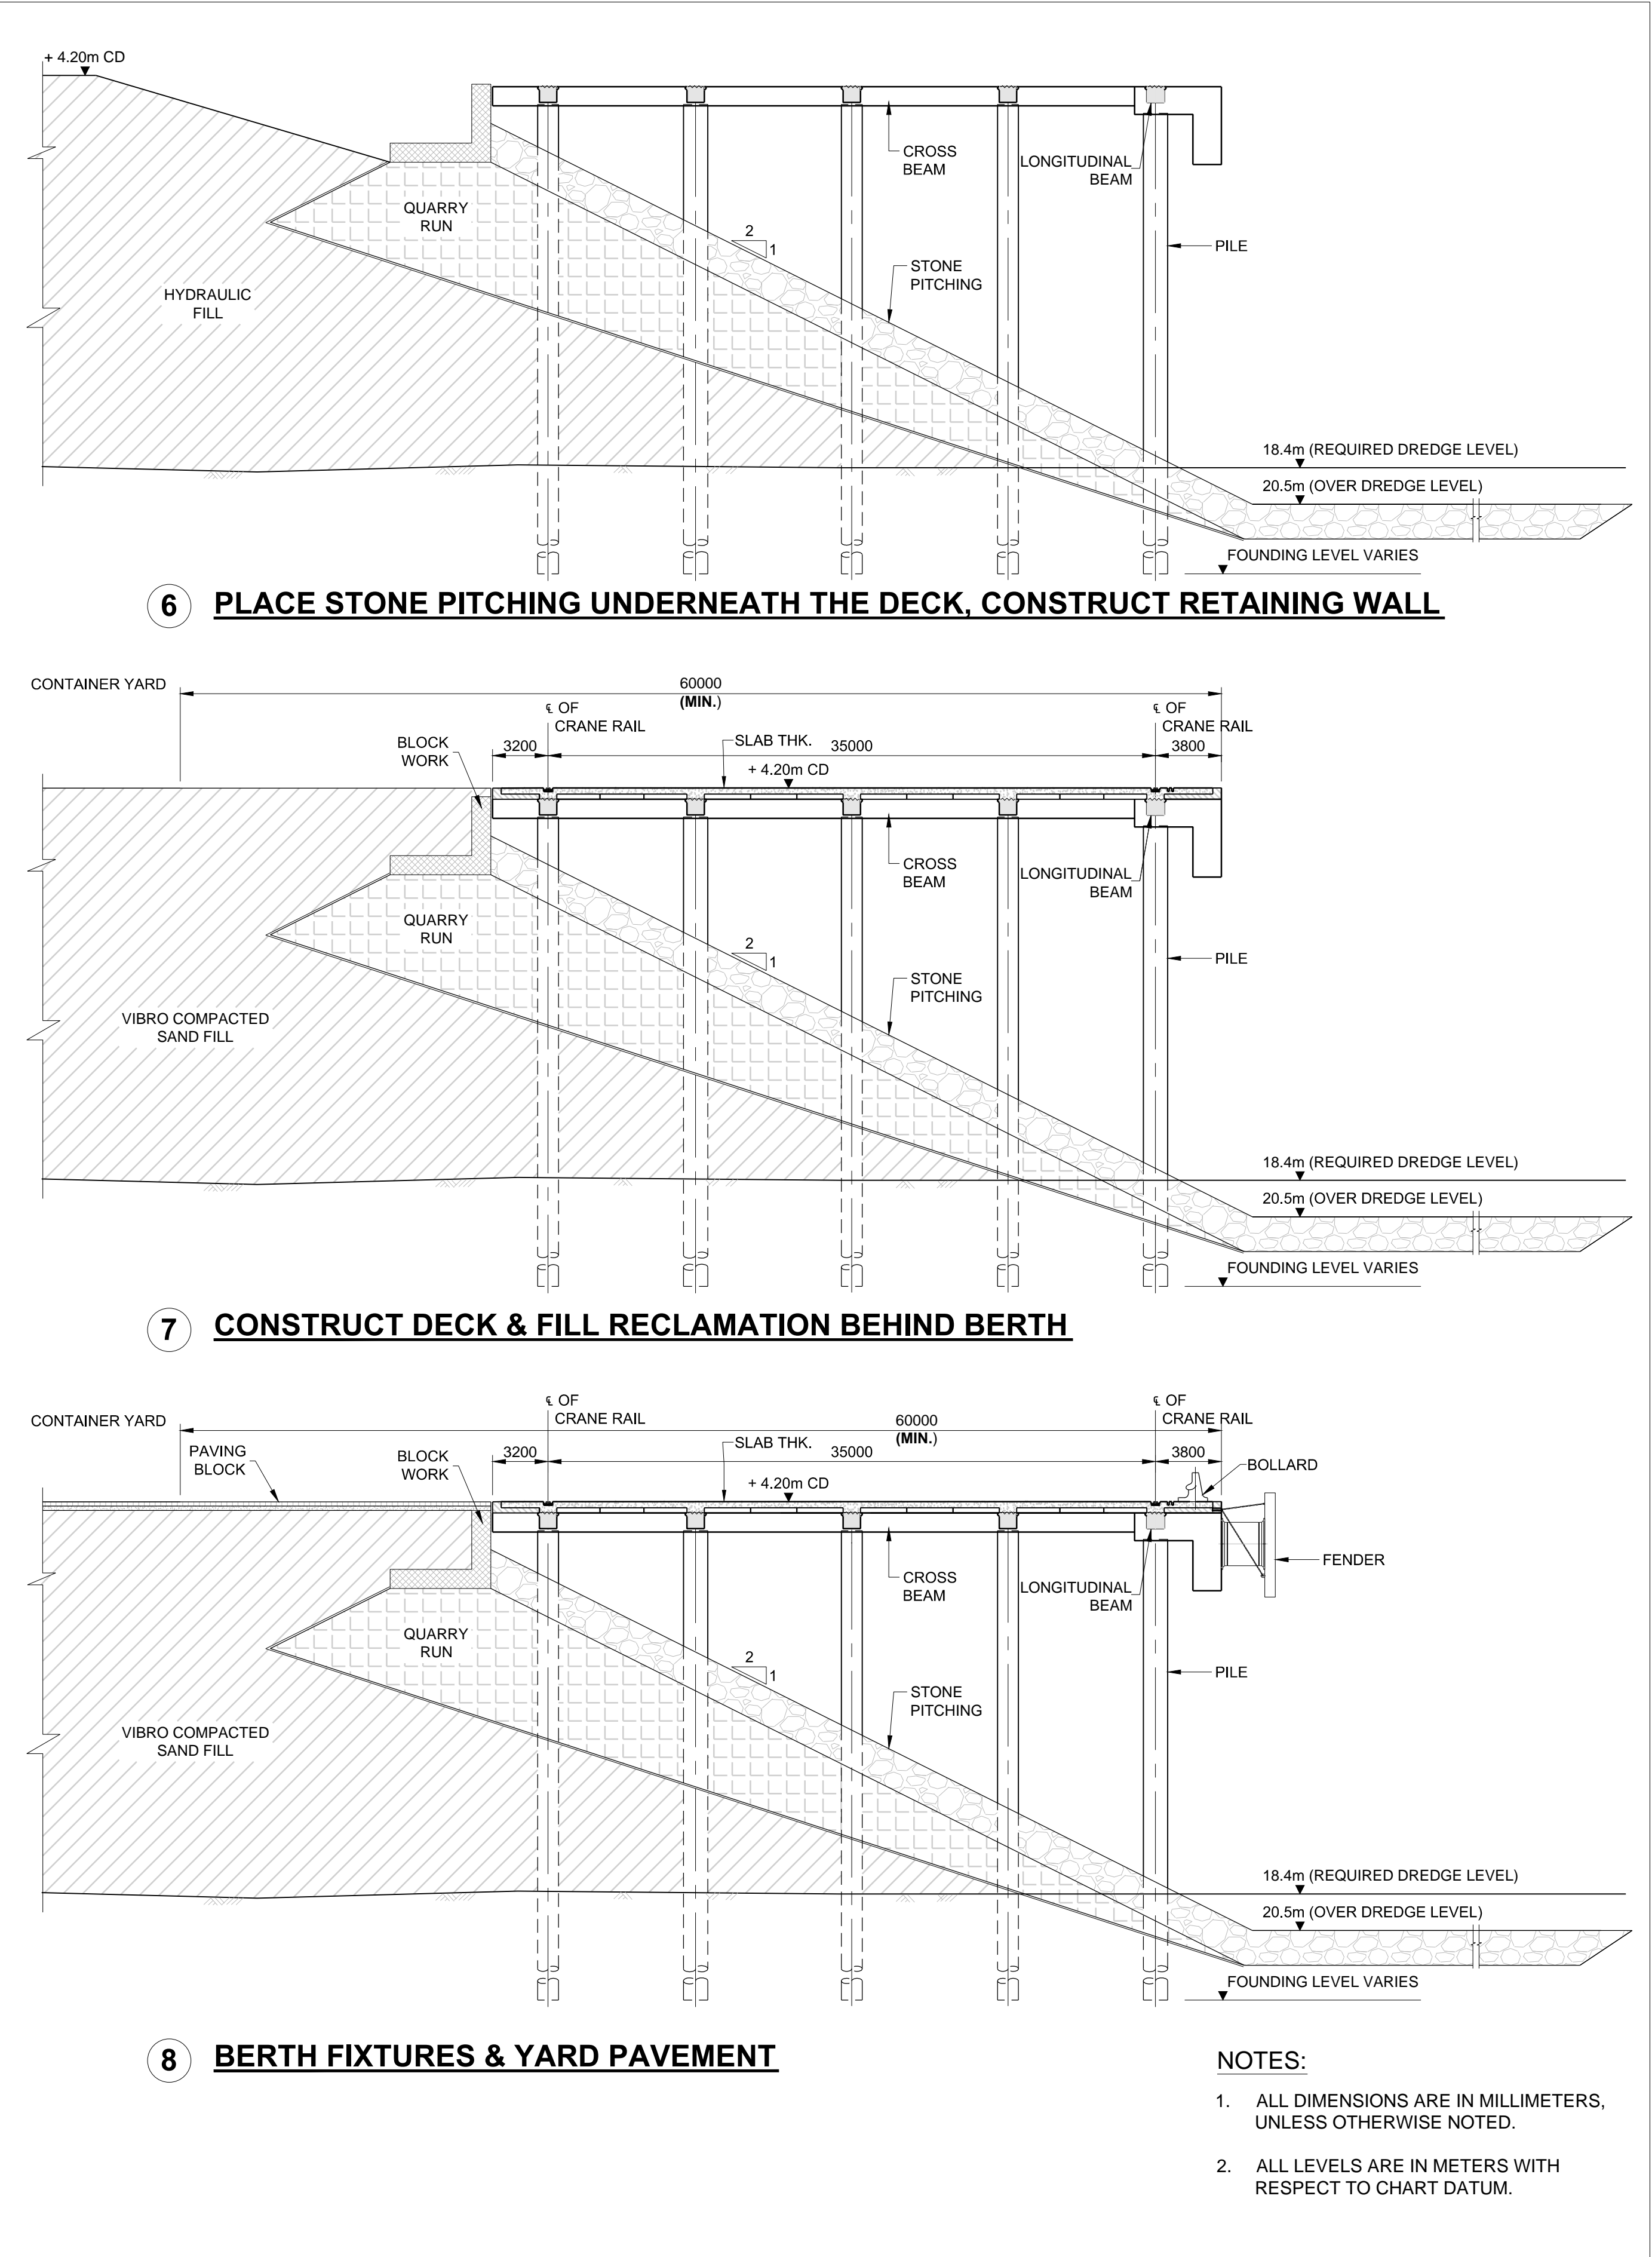 + 4.20m CD
CROSS
BEAM
LONGITUDINAL
BEAM
QUARRY
RUN
2
1
PILE
STONE
PITCHING
HYDRAULIC
FILL
18.4m (REQUIRED DREDGE LEVEL)
20.5m (OVER DREDGE LEVEL)
FOUNDING LEVEL VARIES
6 PLACE STONE PITCHING UNDERNEATH THE DECK, CONSTRUCT RETAINING WALL
CONTAINER YARD
60000
(MIN.)
℄ OF
CRANE RAIL
℄ OF
CRANE RAIL
BLOCK
WORK
3200
SLAB THK.
35000
3800
+ 4.20m CD
CROSS
BEAM
LONGITUDINAL
BEAM
QUARRY
RUN
2
1
PILE
STONE
PITCHING
VIBRO COMPACTED
SAND FILL
18.4m (REQUIRED DREDGE LEVEL)
20.5m (OVER DREDGE LEVEL)
FOUNDING LEVEL VARIES
7 CONSTRUCT DECK & FILL RECLAMATION BEHIND BERTH
℄ OF
CRANE RAIL
℄ OF
CRANE RAIL
CONTAINER YARD
60000
(MIN.)
PAVING
BLOCK
BLOCK
WORK
3200
SLAB THK.
35000
3800
BOLLARD
+ 4.20m CD
FENDER
CROSS
BEAM
LONGITUDINAL
BEAM
QUARRY
RUN
2
1
PILE
STONE
PITCHING
VIBRO COMPACTED
SAND FILL
18.4m (REQUIRED DREDGE LEVEL)
20.5m (OVER DREDGE LEVEL)
FOUNDING LEVEL VARIES
8 BERTH FIXTURES & YARD PAVEMENT
NOTES:
1. ALL DIMENSIONS ARE IN MILLIMETERS,
UNLESS OTHERWISE NOTED.
2. ALL LEVELS ARE IN METERS WITH
RESPECT TO CHART DATUM.